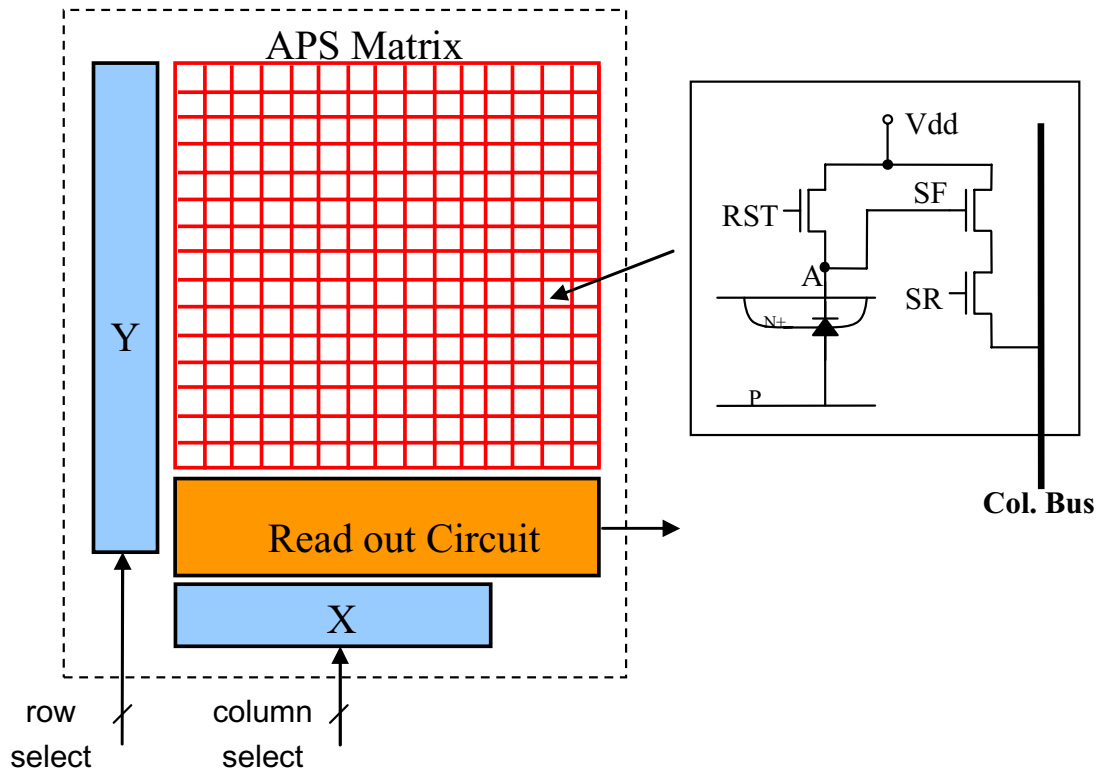 APS Matrix
Y
Read out Circuit
X
row
select
column
select
Vdd
SF
RST
A
SR
N+
P
Col. Bus